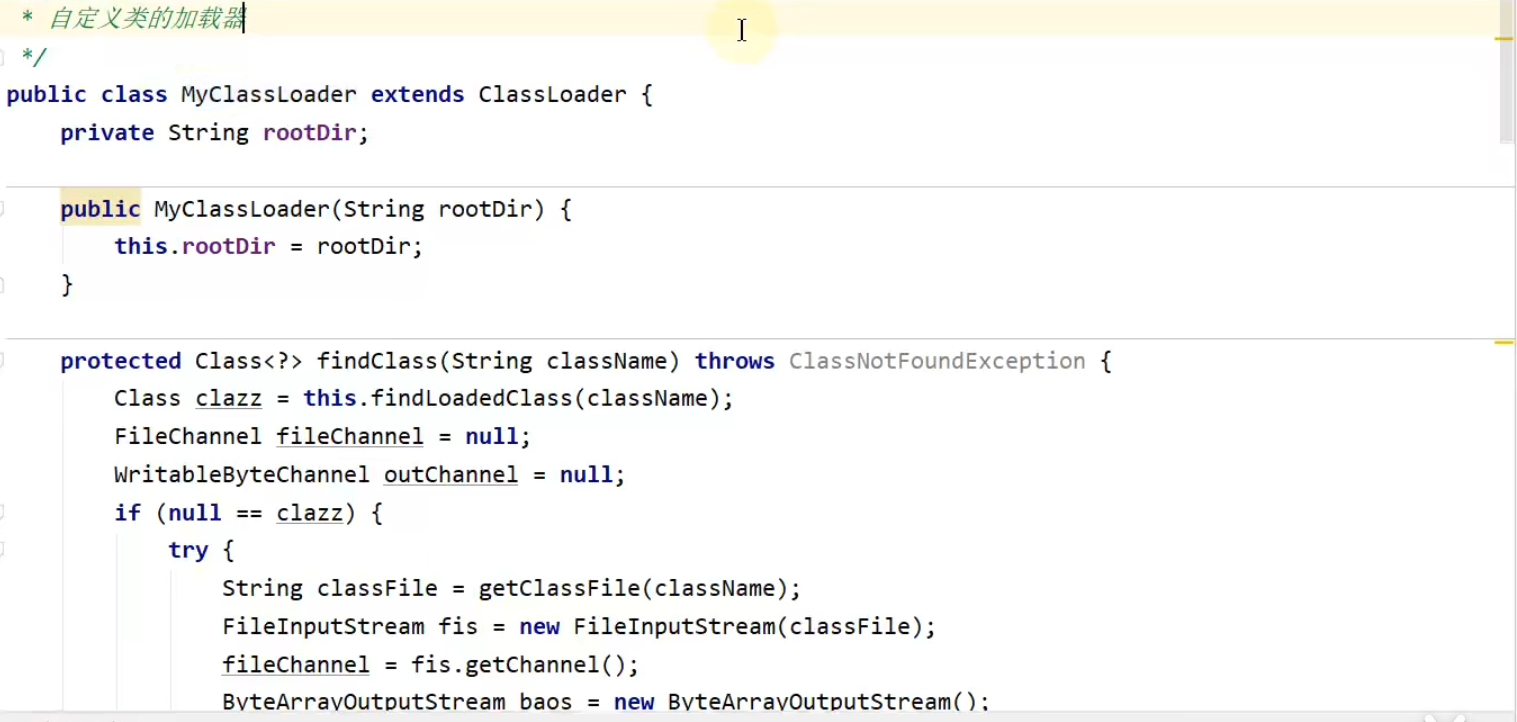 * 自定义类的加载器
*/
public class MyClassLoader extends ClassLoader {
    private String rootDir;
    public MyClassLoader(String rootDir) {
        this.rootDir = rootDir;
    }
    protected Class<?> findClass(String className) throws ClassNotFoundException {
        Class clazz = this.findLoadedClass(className);
        FileChannel fileChannel = null;
        WritableByteChannel outChannel = null;
        if (null == clazz) {
            try {
                String classFile = getClassFile(className);
                FileInputStream fis = new FileInputStream(classFile);
                fileChannel = fis.getChannel();
                ByteArrayOutputStream baos = new ByteArrayOutputStream();